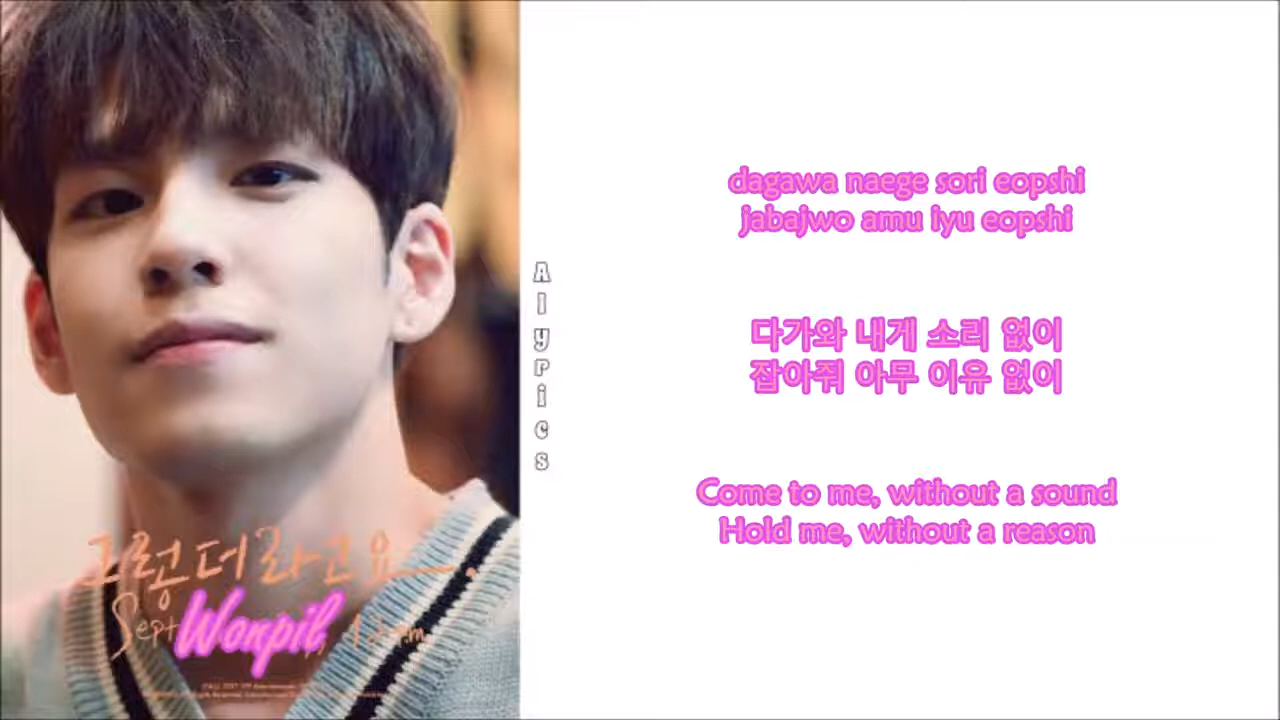 dagawa naege sori eopshi
jabajwo amu iyu eopshi
다가와 내게 소리 없이
잡아줘 아무 이유 없이
Come to me, without a sound
Hold me, without a reason
Alyrics
그렇더라고요
Sept
Wonpil